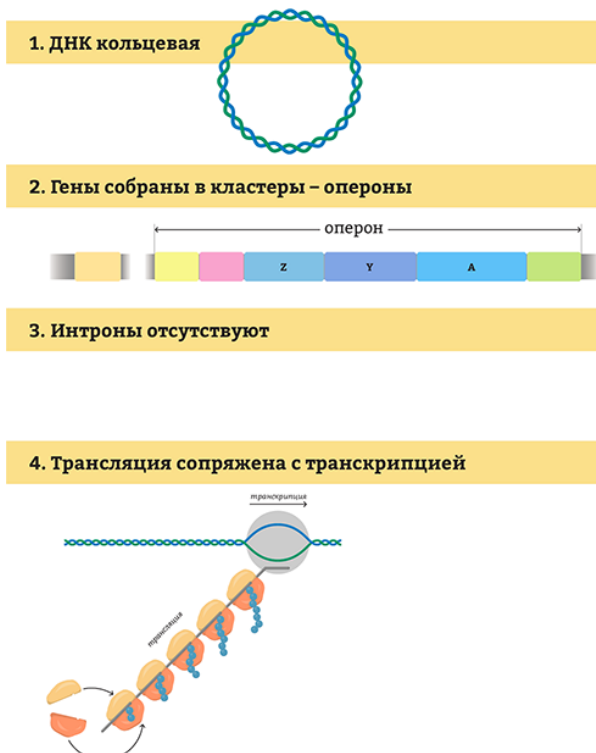 1. ДНК кольцевая
2. Гены собраны в кластеры – опероны
оперон
Z Y A
3. Интроны отсутствуют
4. Трансляция сопряжена с транскрипцией
транскрипция
трансляция